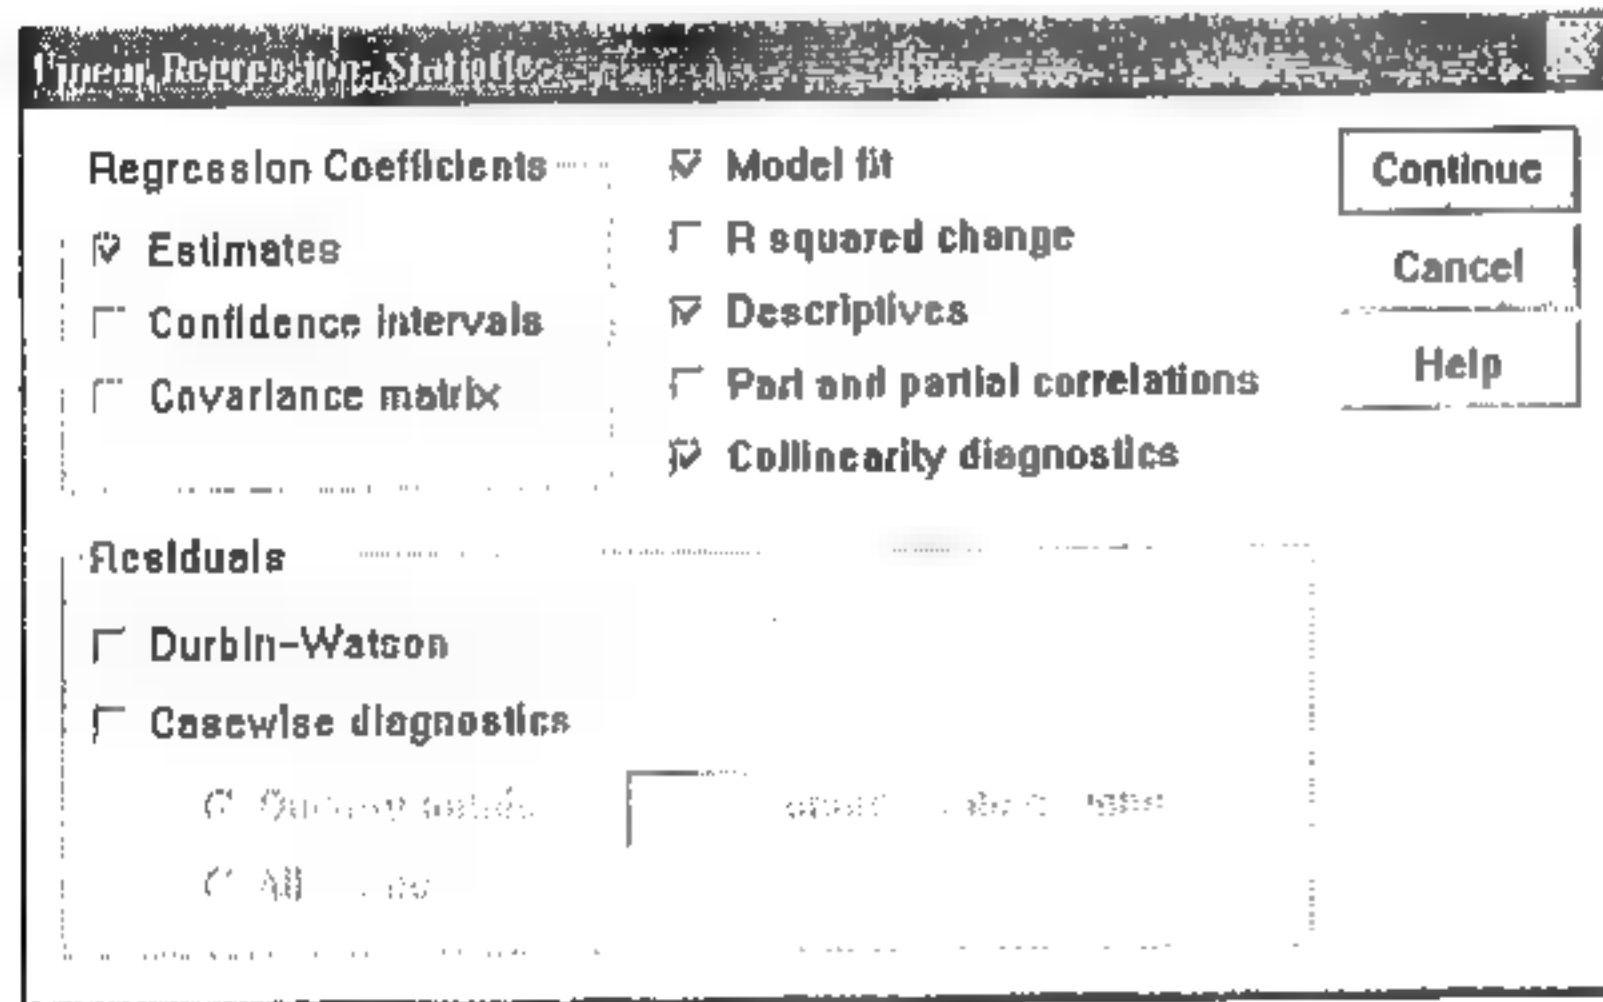 Linear Regression: Statistics
Regression Coefficients
Estimates
Confidence intervals
Covariance matrix
Model fit
R squared change
Descriptives
Part and partial correlations
Collinearity diagnostics
Continue
Cancel
Help
Residuals
Durbin-Watson
Casewise diagnostics
All